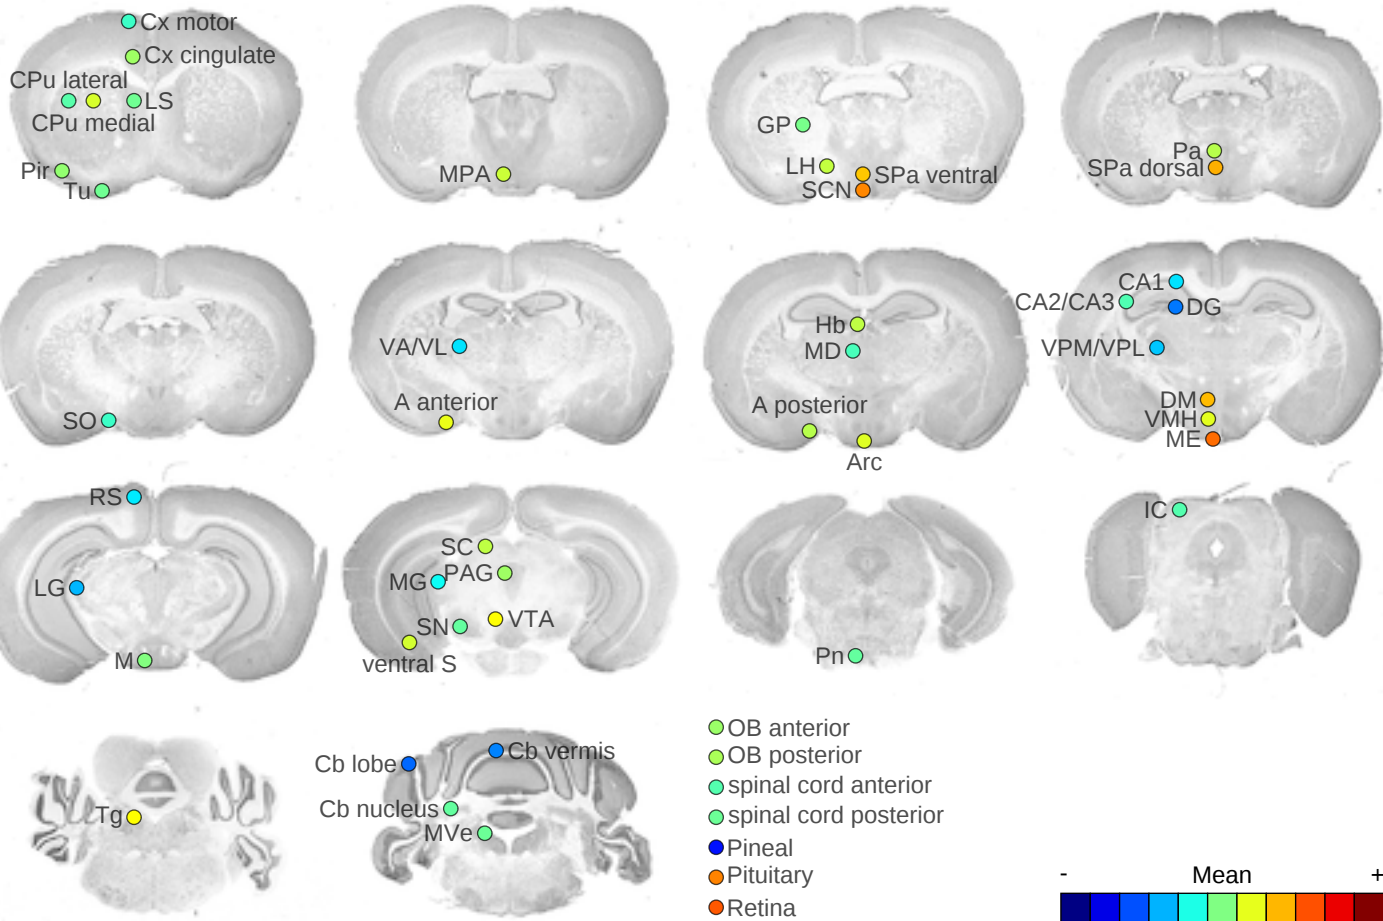 Cx motor
Cx cingulate
CPu lateral
LS
CPu medial
Pir
Tu
MPA
GP
LH
SPa ventral
SCN
Pa
SPa dorsal
SO
VA/VL
A anterior
Hb
MD
A posterior
Arc
CA1
CA2/CA3
DG
VPM/VPL
DM
VMH
ME
RS
LG
M
SC
PAG
MG
VTA
SN
ventral S
Pn
IC
Tg
Cb lobe
Cb vermis
Cb nucleus
MVe
OB anterior
OB posterior
spinal cord anterior
spinal cord posterior
Pineal
Pituitary
Retina
- Mean +